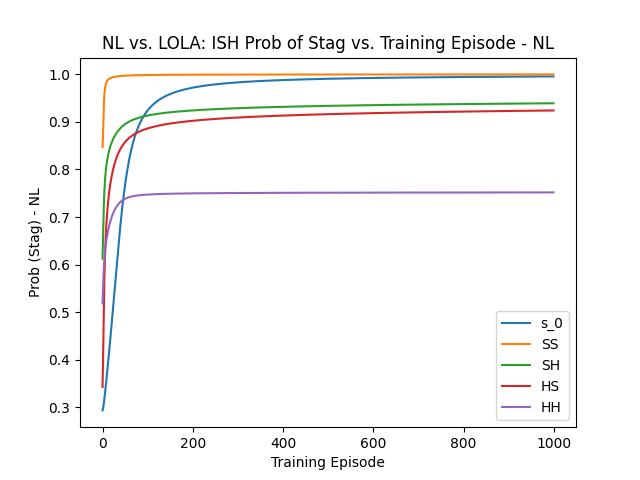 NL vs. LOLA: ISH Prob of Stag vs. Training Episode - NL
Prob (Stag) - NL
1.0
0.9
0.8
0.7
0.6
0.5
0.4
0.3
s_0
SS
SH
HS
HH
0 200 400 600 800 1000
Training Episode